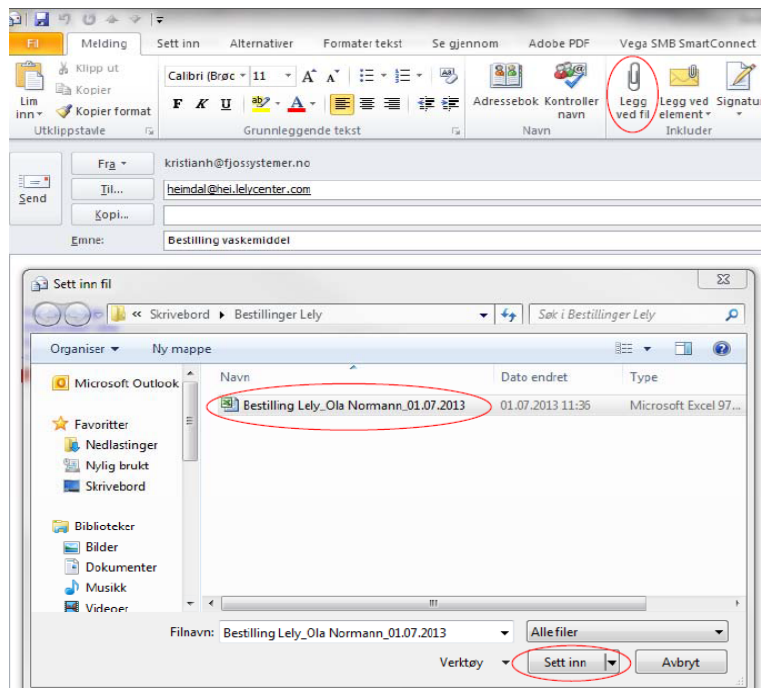 Fil Melding Sett inn Alternativer Formater tekst Se gjennom Adobe PDF Vega SMB SmartConnect
Lim inn
Klipp ut
Kopier
Kopier format
Utklippstavle
Calibri (Brøc 11 A A
F K U ab A
Grunnleggende tekst
Adressebok Kontroller navn
Navn
Legg ved fil Legg ved element Signatu
Inkluder
Send
Fra kristianh@fjossystemer.no
Til... heimdal@hei.lelycenter.com
Kopi...
Emne: Bestilling vaskemiddel
Sett inn fil
« Skrivebord Bestillinger Lely Søk i Bestillinger Lely
Organiser Ny mappe
Microsoft Outlook
Favoritter
Nedlastinger
Nylig brukt
Skrivebord
Biblioteker
Bilder
Dokumenter
Musikk
Videoer
Navn Dato endret Type
Bestilling Lely_Ola Normann_01.07.2013 01.07.2013 11:36 Microsoft Excel 97...
Filnavn: Bestilling Lely_Ola Normann_01.07.2013 Alle filer
Verktøy Sett inn Avbryt